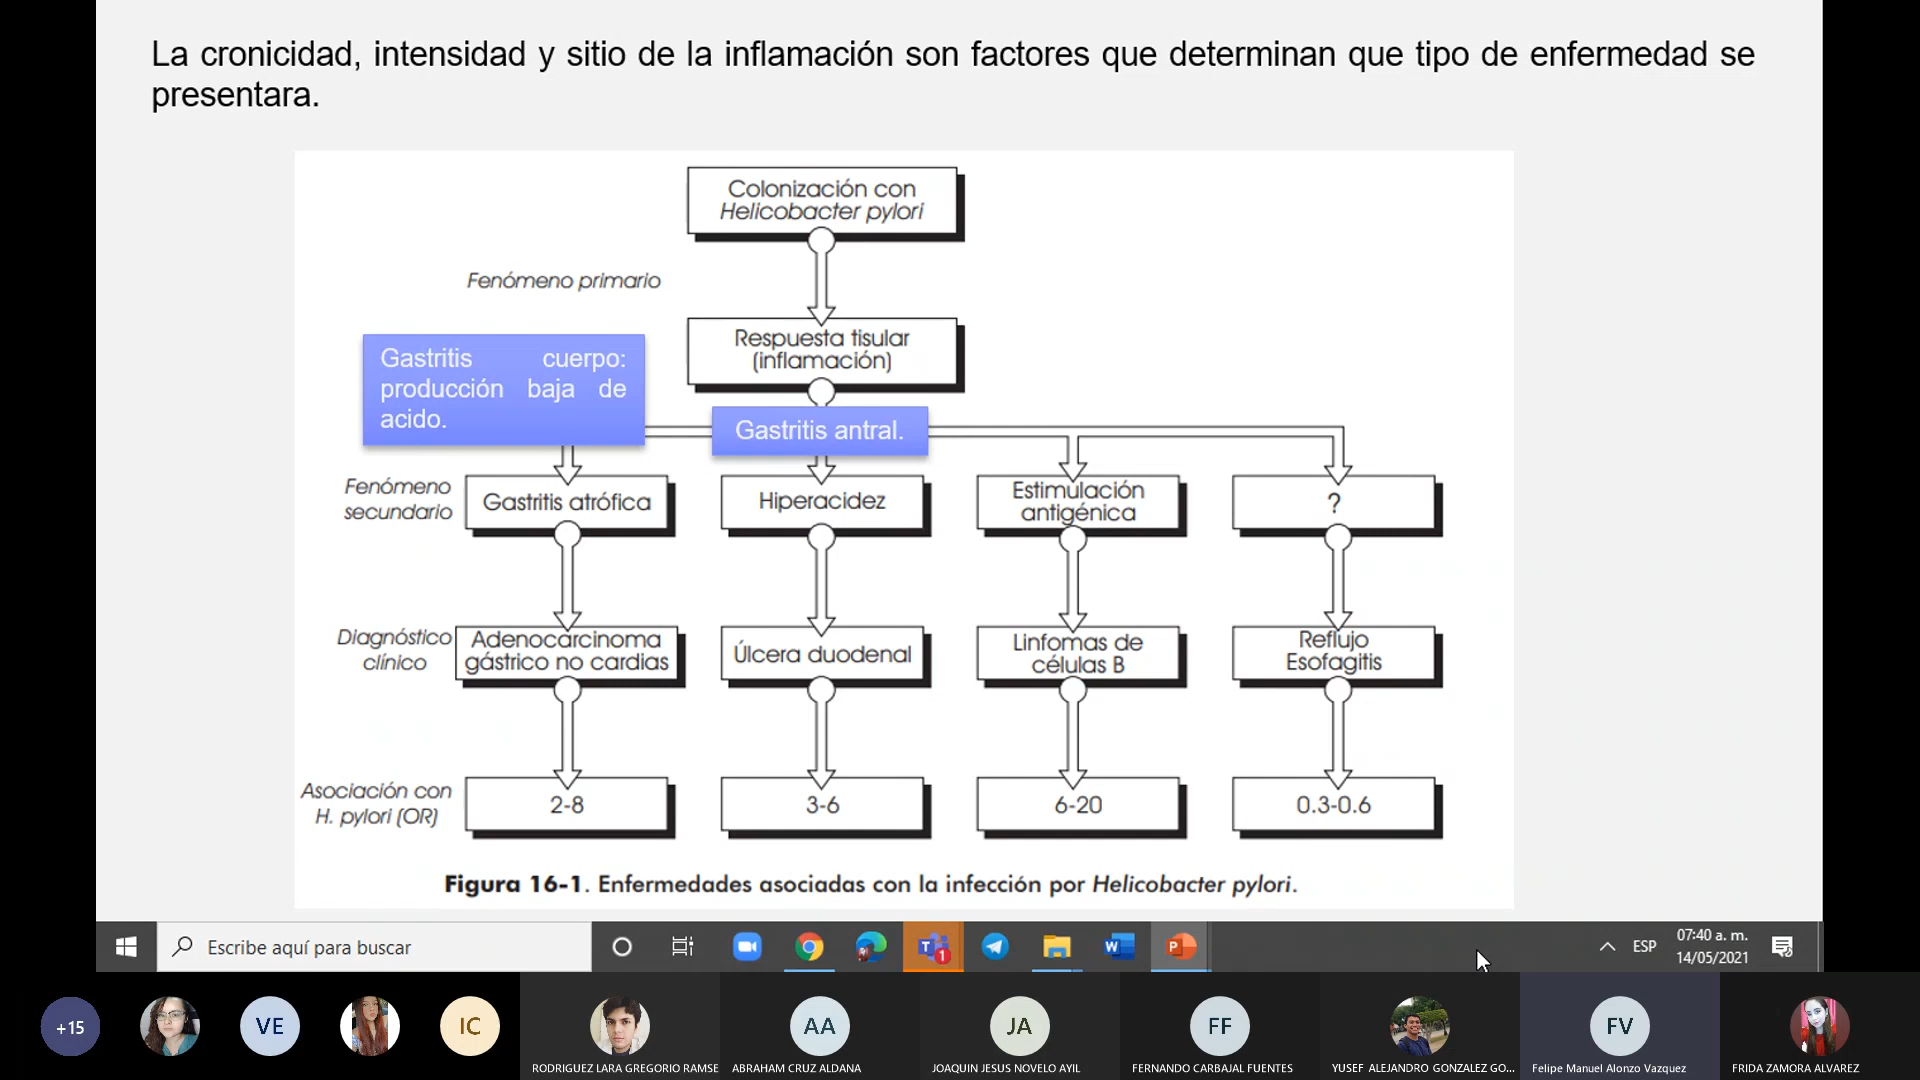 La cronicidad, intensidad y sitio de la inflamación son factores que determinan que tipo de enfermedad se
presentara.
Colonización con
Helicobacter pylori
Fenómeno primario
Respuesta tisular
(inflamación)
Gastritis cuerpo:
producción baja de
acido.
Gastritis antral.
Fenómeno
secundario
Gastritis atrófica
Hiperacidez
Estimulación
antigénica
?
Diagnóstico
clínico
Adenocarcinoma
gástrico no cardias
Úlcera duodenal
Linfomas de
células B
Reflujo
Esofagitis
Asociación con
H. pylori (OR)
2-8
3-6
6-20
0.3-0.6
Figura 16-1. Enfermedades asociadas con la infección por Helicobacter pylori.
Escribe aquí para buscar
T
1
W
P
ESP
07:40 a. m.
14/05/2021
+15
VE
IC
RODRIGUEZ LARA GREGORIO RAMSE
AA
ABRAHAM CRUZ ALDANA
JA
JOAQUIN JESUS NOVELO AYIL
FF
FERNANDO CARBAJAL FUENTES
YUSEF ALEJANDRO GONZALEZ GO...
FV
Felipe Manuel Alonzo Vazquez
FRIDA ZAMORA ALVAREZ